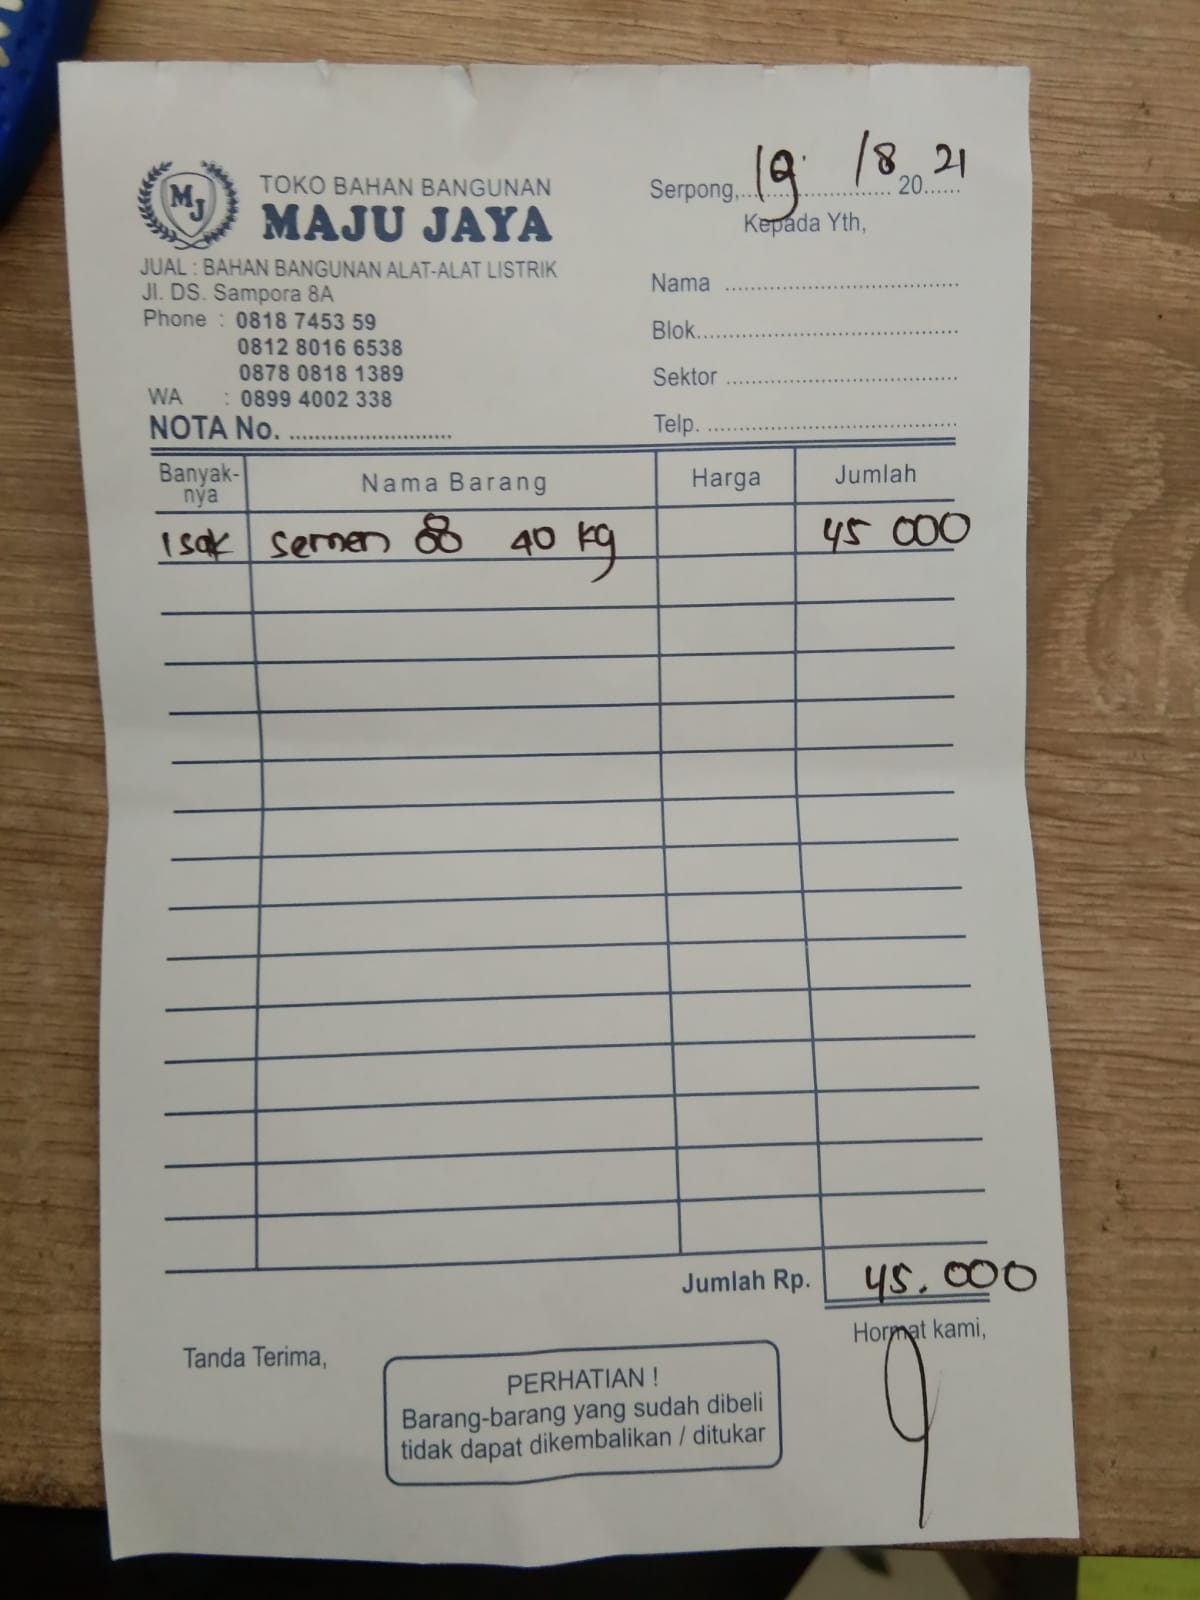 MJ
TOKO BAHAN BANGUNAN
MAJU JAYA
JUAL : BAHAN BANGUNAN ALAT-ALAT LISTRIK
Jl. DS. Sampora 8A
Phone : 0818 7453 59
0812 8016 6538
0878 0818 1389
WA : 0899 4002 338
NOTA No. ..........................
Serpong, 19 /8 20 21
Kepada Yth,
Nama ..........................
Blok..........................
Sektor ..........................
Telp. ..........................
Banyak-nya Nama Barang Harga Jumlah
1 sak semen 88 40 kg 45 000
Jumlah Rp. 45.000
Tanda Terima,
Hormat kami,
PERHATIAN !
Barang-barang yang sudah dibeli
tidak dapat dikembalikan / ditukar